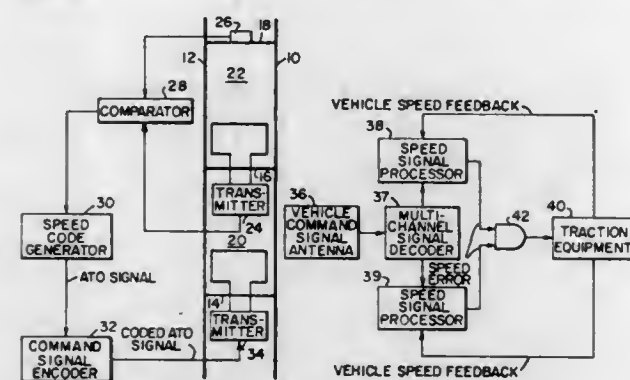 26
18
12
10
22
28
COMPARATOR
16
TRANS-
MITTER
24
30
SPEED
CODE
GENERATOR
20
ATO SIGNAL
14
32
CODED ATO
SIGNAL
TRANS-
MITTER
34
COMMAND
SIGNAL
ENCODER
VEHICLE SPEED FEEDBACK
38
SPEED
SIGNAL
PROCESSOR
36
VEHICLE
COMMAND
SIGNAL
ANTENNA
37
MULTI-
CHANNEL
SIGNAL
DECODER
42
40
TRACTION
EQUIPMENT
SPEED
ERROR
39
SPEED
SIGNAL
PROCESSOR
VEHICLE SPEED FEEDBACK